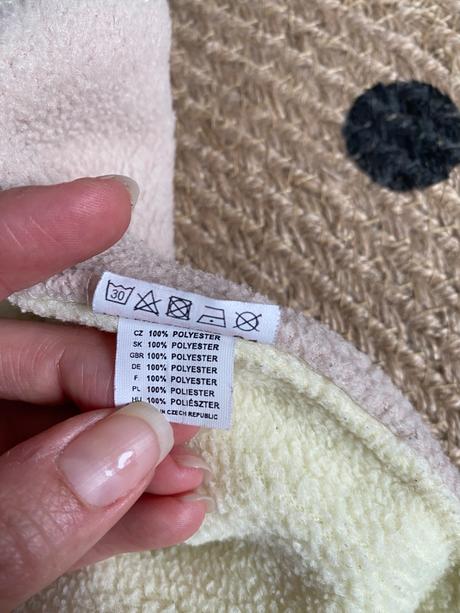 30
CZ 100% POLYESTER
SK 100% POLYESTER
GBR 100% POLYESTER
DE 100% POLYESTER
F 100% POLYESTER
PL 100% POLIESTER
HU 100% POLIÉSZTER
IN CZECH REPUBLIC